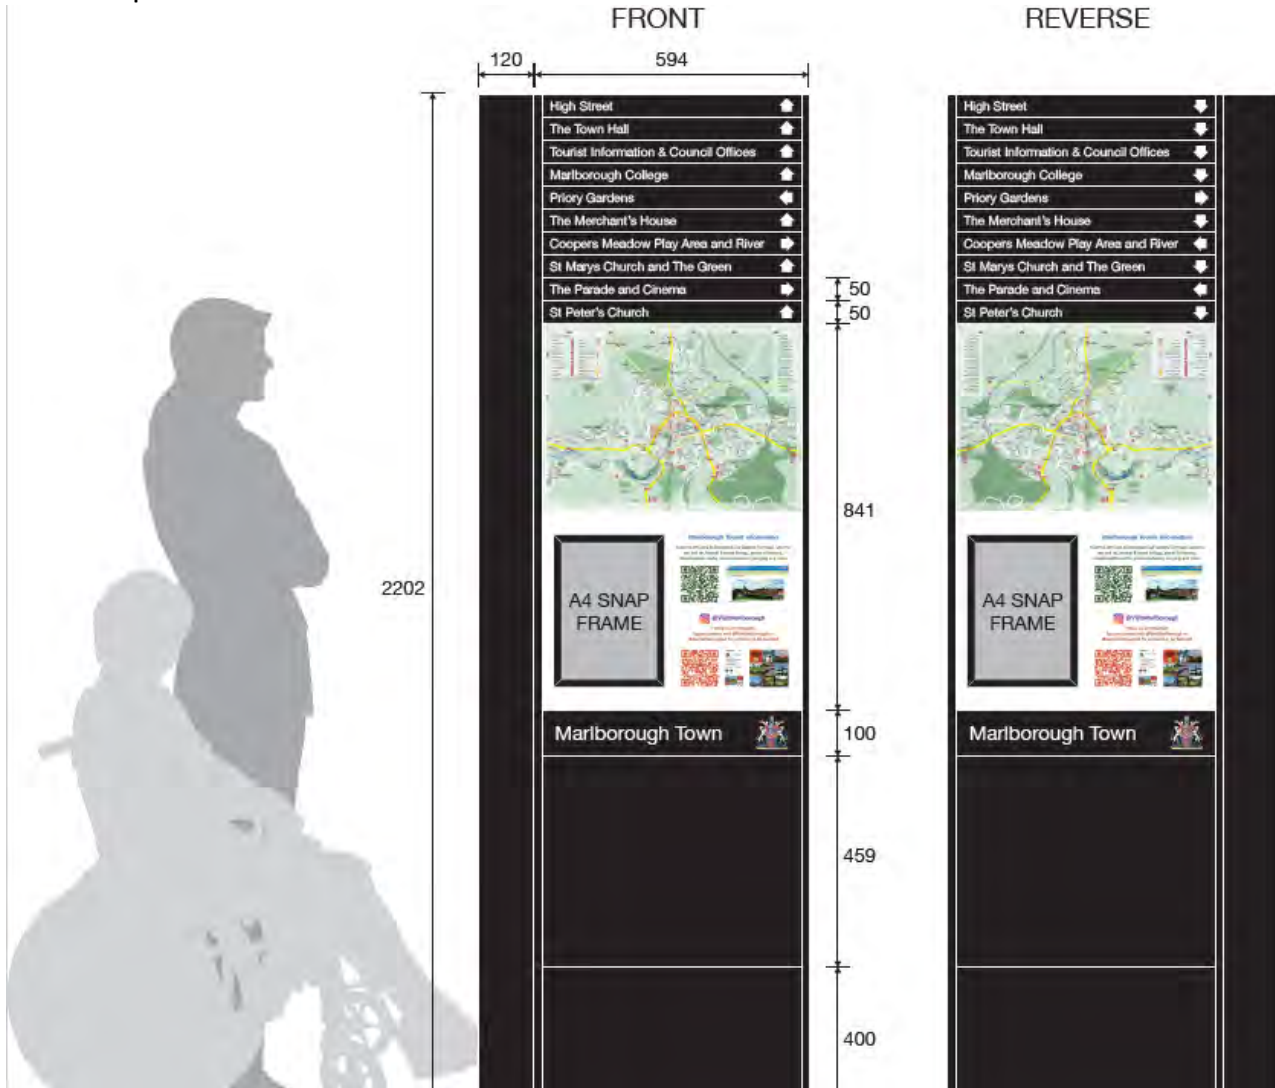 FRONT
REVERSE
120
594
High Street
The Town Hall
Tourist Information & Council Offices
Marlborough College
Priory Gardens
The Merchant's House
Coopers Meadow Play Area and River
St Marys Church and The Green
The Parade and Cinema
St Peter's Church
50
50
841
2202
Marlborough Town Information
A4 SNAP
FRAME
Marlborough Town
100
459
400
High Street
The Town Hall
Tourist Information & Council Offices
Marlborough College
Priory Gardens
The Merchant's House
Coopers Meadow Play Area and River
St Marys Church and The Green
The Parade and Cinema
St Peter's Church
A4 SNAP
FRAME
Marlborough Town